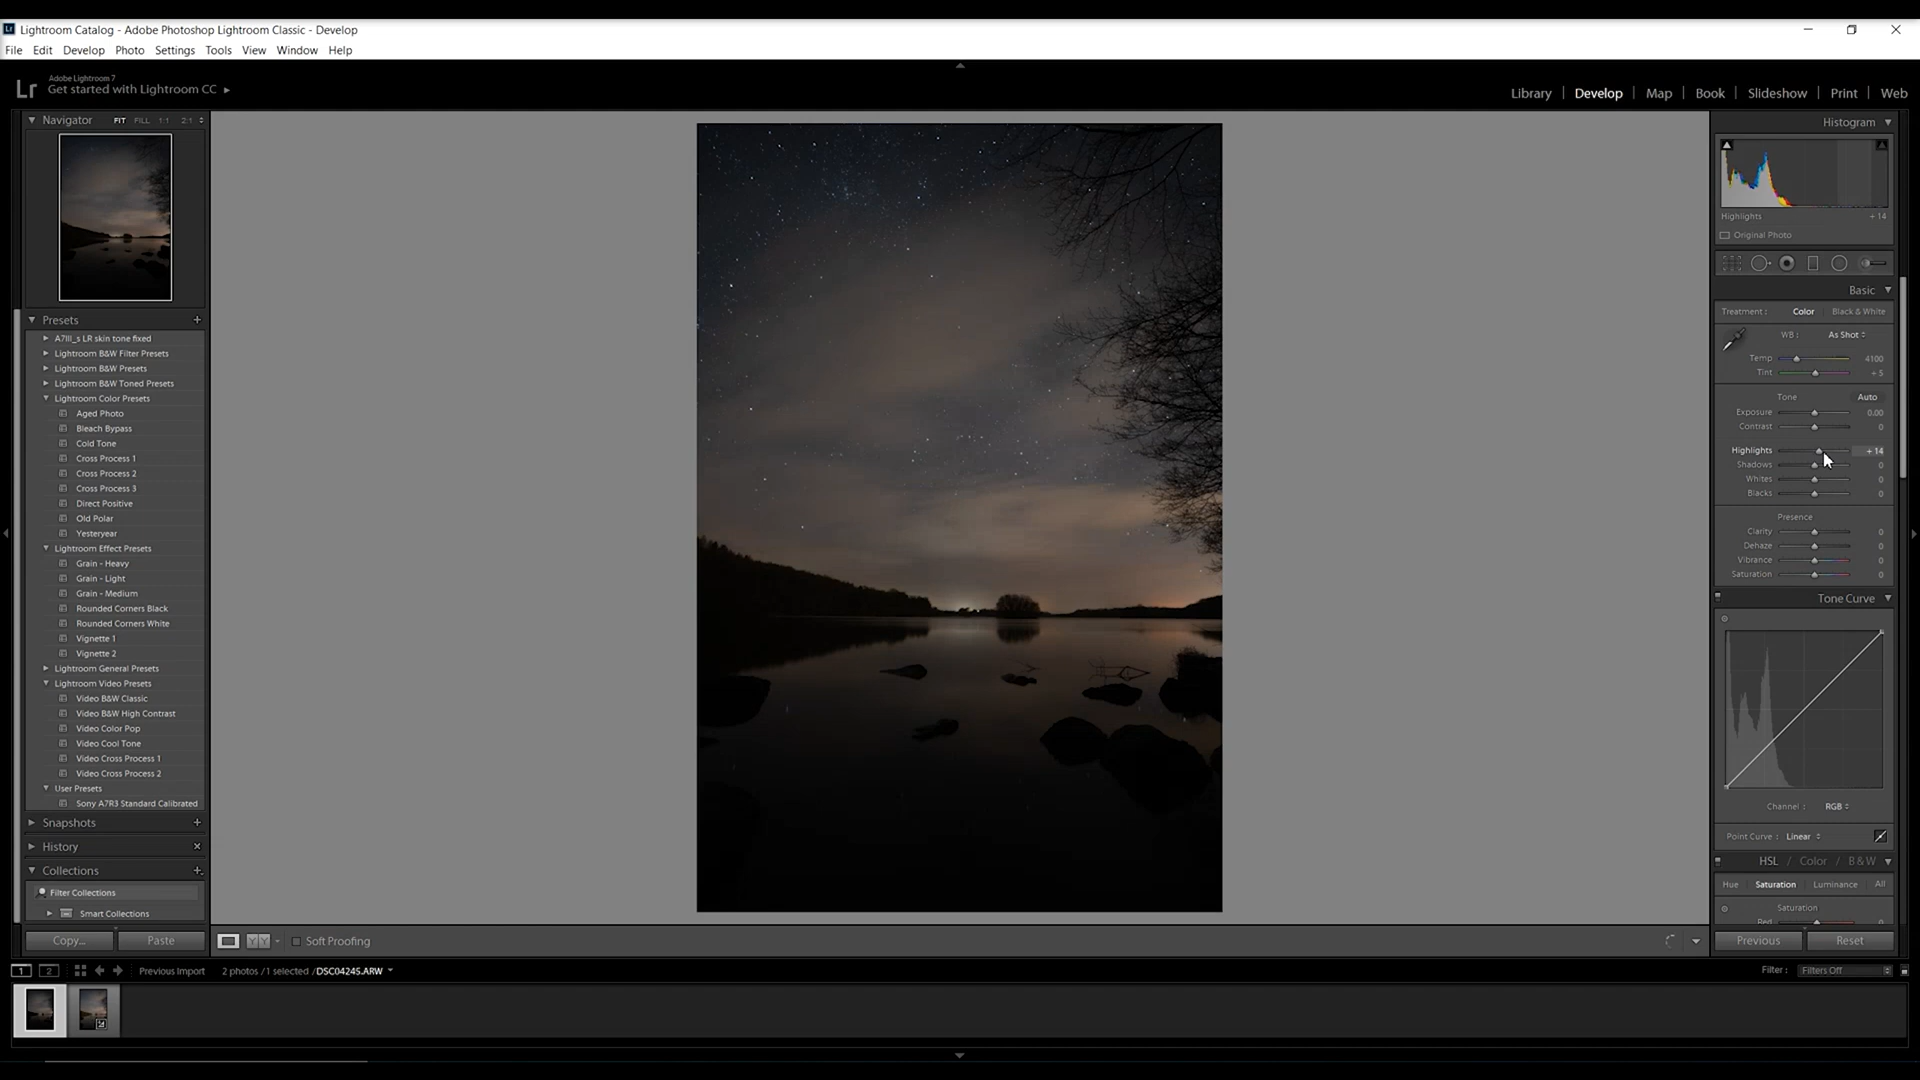 Lightroom Catalog - Adobe Photoshop Lightroom Classic - Develop
File Edit Develop Photo Settings Tools View Window Help
Lr
Adobe Lightroom 7
Get started with Lightroom CC
Library | Develop | Map | Book | Slideshow | Print | Web
Navigator FIT FILL 1:1 2:1
Presets +
A7III_s LR skin tone fixed
Lightroom B&W Filter Presets
Lightroom B&W Presets
Lightroom B&W Toned Presets
Lightroom Color Presets
Aged Photo
Bleach Bypass
Cold Tone
Cross Process 1
Cross Process 2
Cross Process 3
Direct Positive
Old Polar
Yesteryear
Lightroom Effect Presets
Grain - Heavy
Grain - Light
Grain - Medium
Rounded Corners Black
Rounded Corners White
Vignette 1
Vignette 2
Lightroom General Presets
Lightroom Video Presets
Video B&W Classic
Video B&W High Contrast
Video Color Pop
Video Cool Tone
Video Cross Process 1
Video Cross Process 2
User Presets
Sony A7R3 Standard Calibrated
Snapshots +
History ×
Collections +
Filter Collections
Smart Collections
Copy... Paste
Soft Proofing
Histogram
Highlights + 14
Original Photo
Basic
Treatment : Color Black & White
WB : As Shot
Temp 4100
Tint + 5
Tone Auto
Exposure 0.00
Contrast 0
Highlights + 14
Shadows 0
Whites 0
Blacks 0
Presence
Clarity 0
Dehaze 0
Vibrance 0
Saturation 0
Tone Curve
Channel : RGB
Point Curve : Linear
HSL / Color / B & W
Hue Saturation Luminance All
Saturation
Red 0
Previous Reset
1 2 Previous Import 2 photos / 1 selected / DSC04245.ARW
Filter : Filters Off